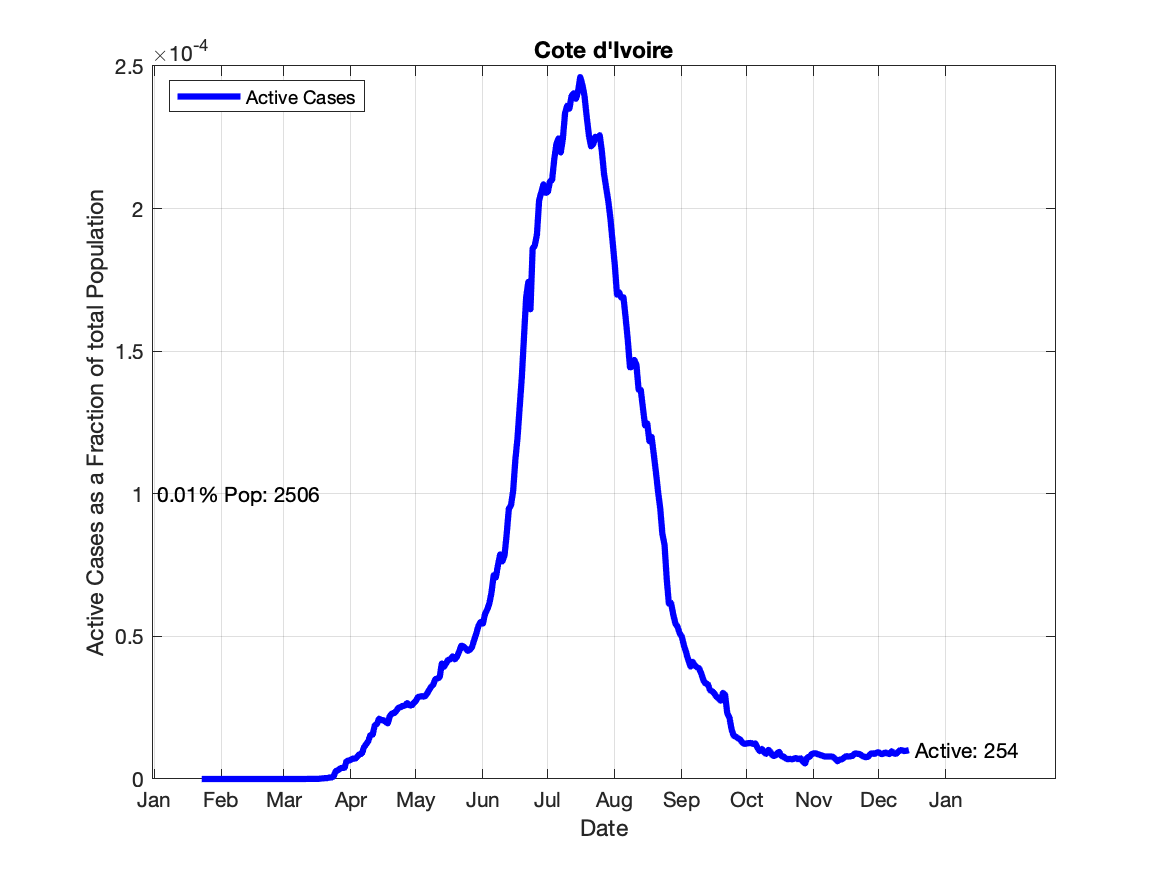 Cote d'Ivoire
×10-4
Active Cases
2.5
2
1.5
1
0.5
0
0.01% Pop: 2506
Active: 254
Active Cases as a Fraction of total Population
Jan Feb Mar Apr May Jun Jul Aug Sep Oct Nov Dec Jan
Date